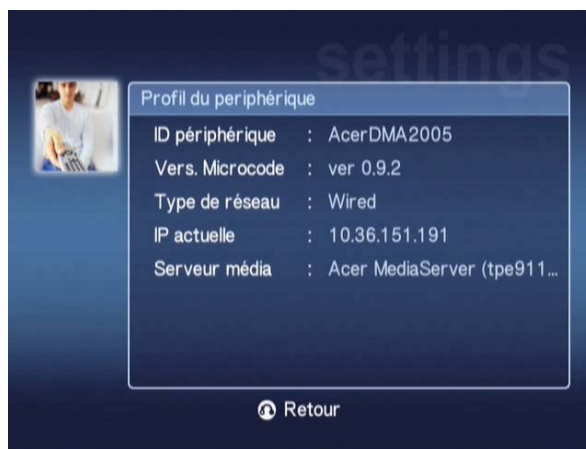 settings
Profil du periphérique
ID périphérique : AcerDMA2005
Vers. Microcode : ver 0.9.2
Type de réseau : Wired
IP actuelle : 10.36.151.191
Serveur média : Acer MediaServer (tpe911...
Retour